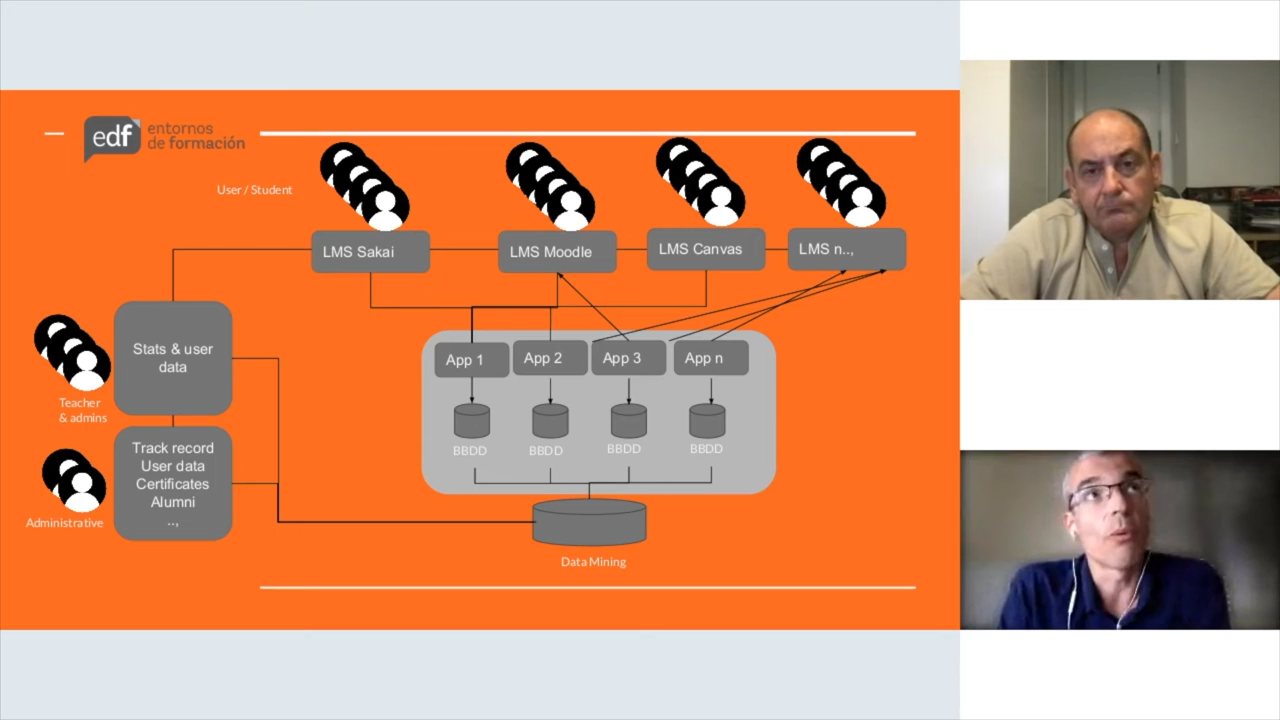 edf entornos
de formación
User / Student
LMS Sakai
LMS Moodle
LMS Canvas
LMS n..,
Stats & user
data
Teacher
& admins
App 1
App 2
App 3
App n
BBDD
BBDD
BBDD
BBDD
Track record
User data
Certificates
Alumni
..,
Administrative
Data Mining